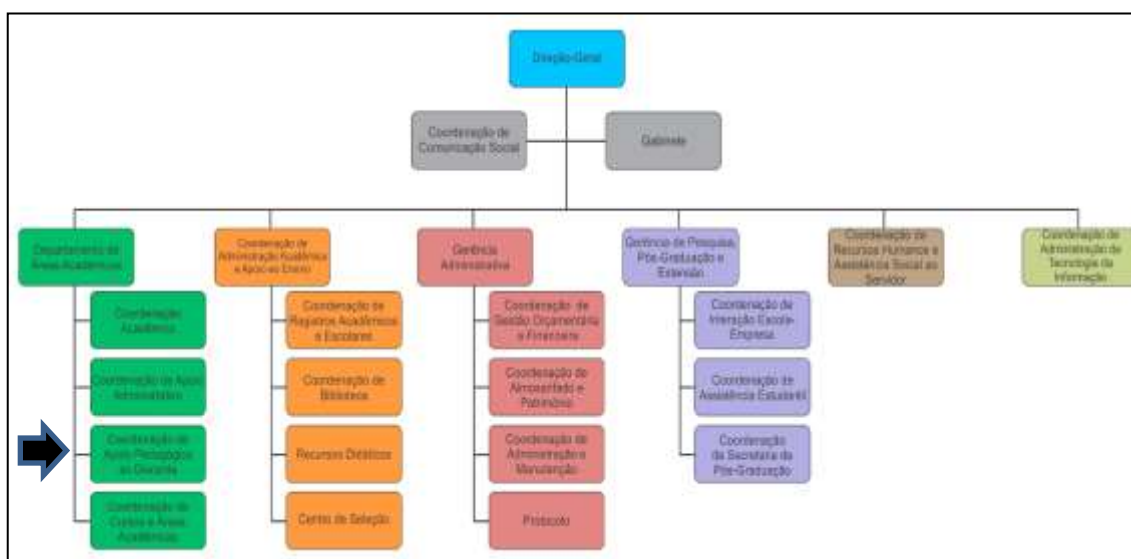 Direção-Geral
Coordenação de
Comunicação Social
Gabinete
Departamento de
Áreas Acadêmicas
Coordenação de
Administração Acadêmica
e Apoio ao Ensino
Gerência
Administrativa
Gerência de Pesquisa,
Pós-Graduação e
Extensão
Coordenação de
Recursos Humanos e
Assistência Social ao
Servidor
Coordenação de
Administração de
Tecnologia da
Informação
Coordenação
Acadêmica
Coordenação de Apoio
Administrativo
Coordenação de
Apoio Pedagógico
ao Discente
Coordenação de
Cursos e Áreas
Acadêmicas
Coordenação de
Registros Acadêmicos
e Escolares
Coordenação de
Biblioteca
Recursos Didáticos
Centro de Seleção
Coordenação de
Gestão Orçamentária
e Financeira
Coordenação de
Almoxarifado e
Patrimônio
Coordenação de
Administração e
Manutenção
Protocolo
Coordenação de
Interação Escola-
Empresa
Coordenação de
Assistência Estudantil
Coordenação
da Secretaria da
Pós-Graduação